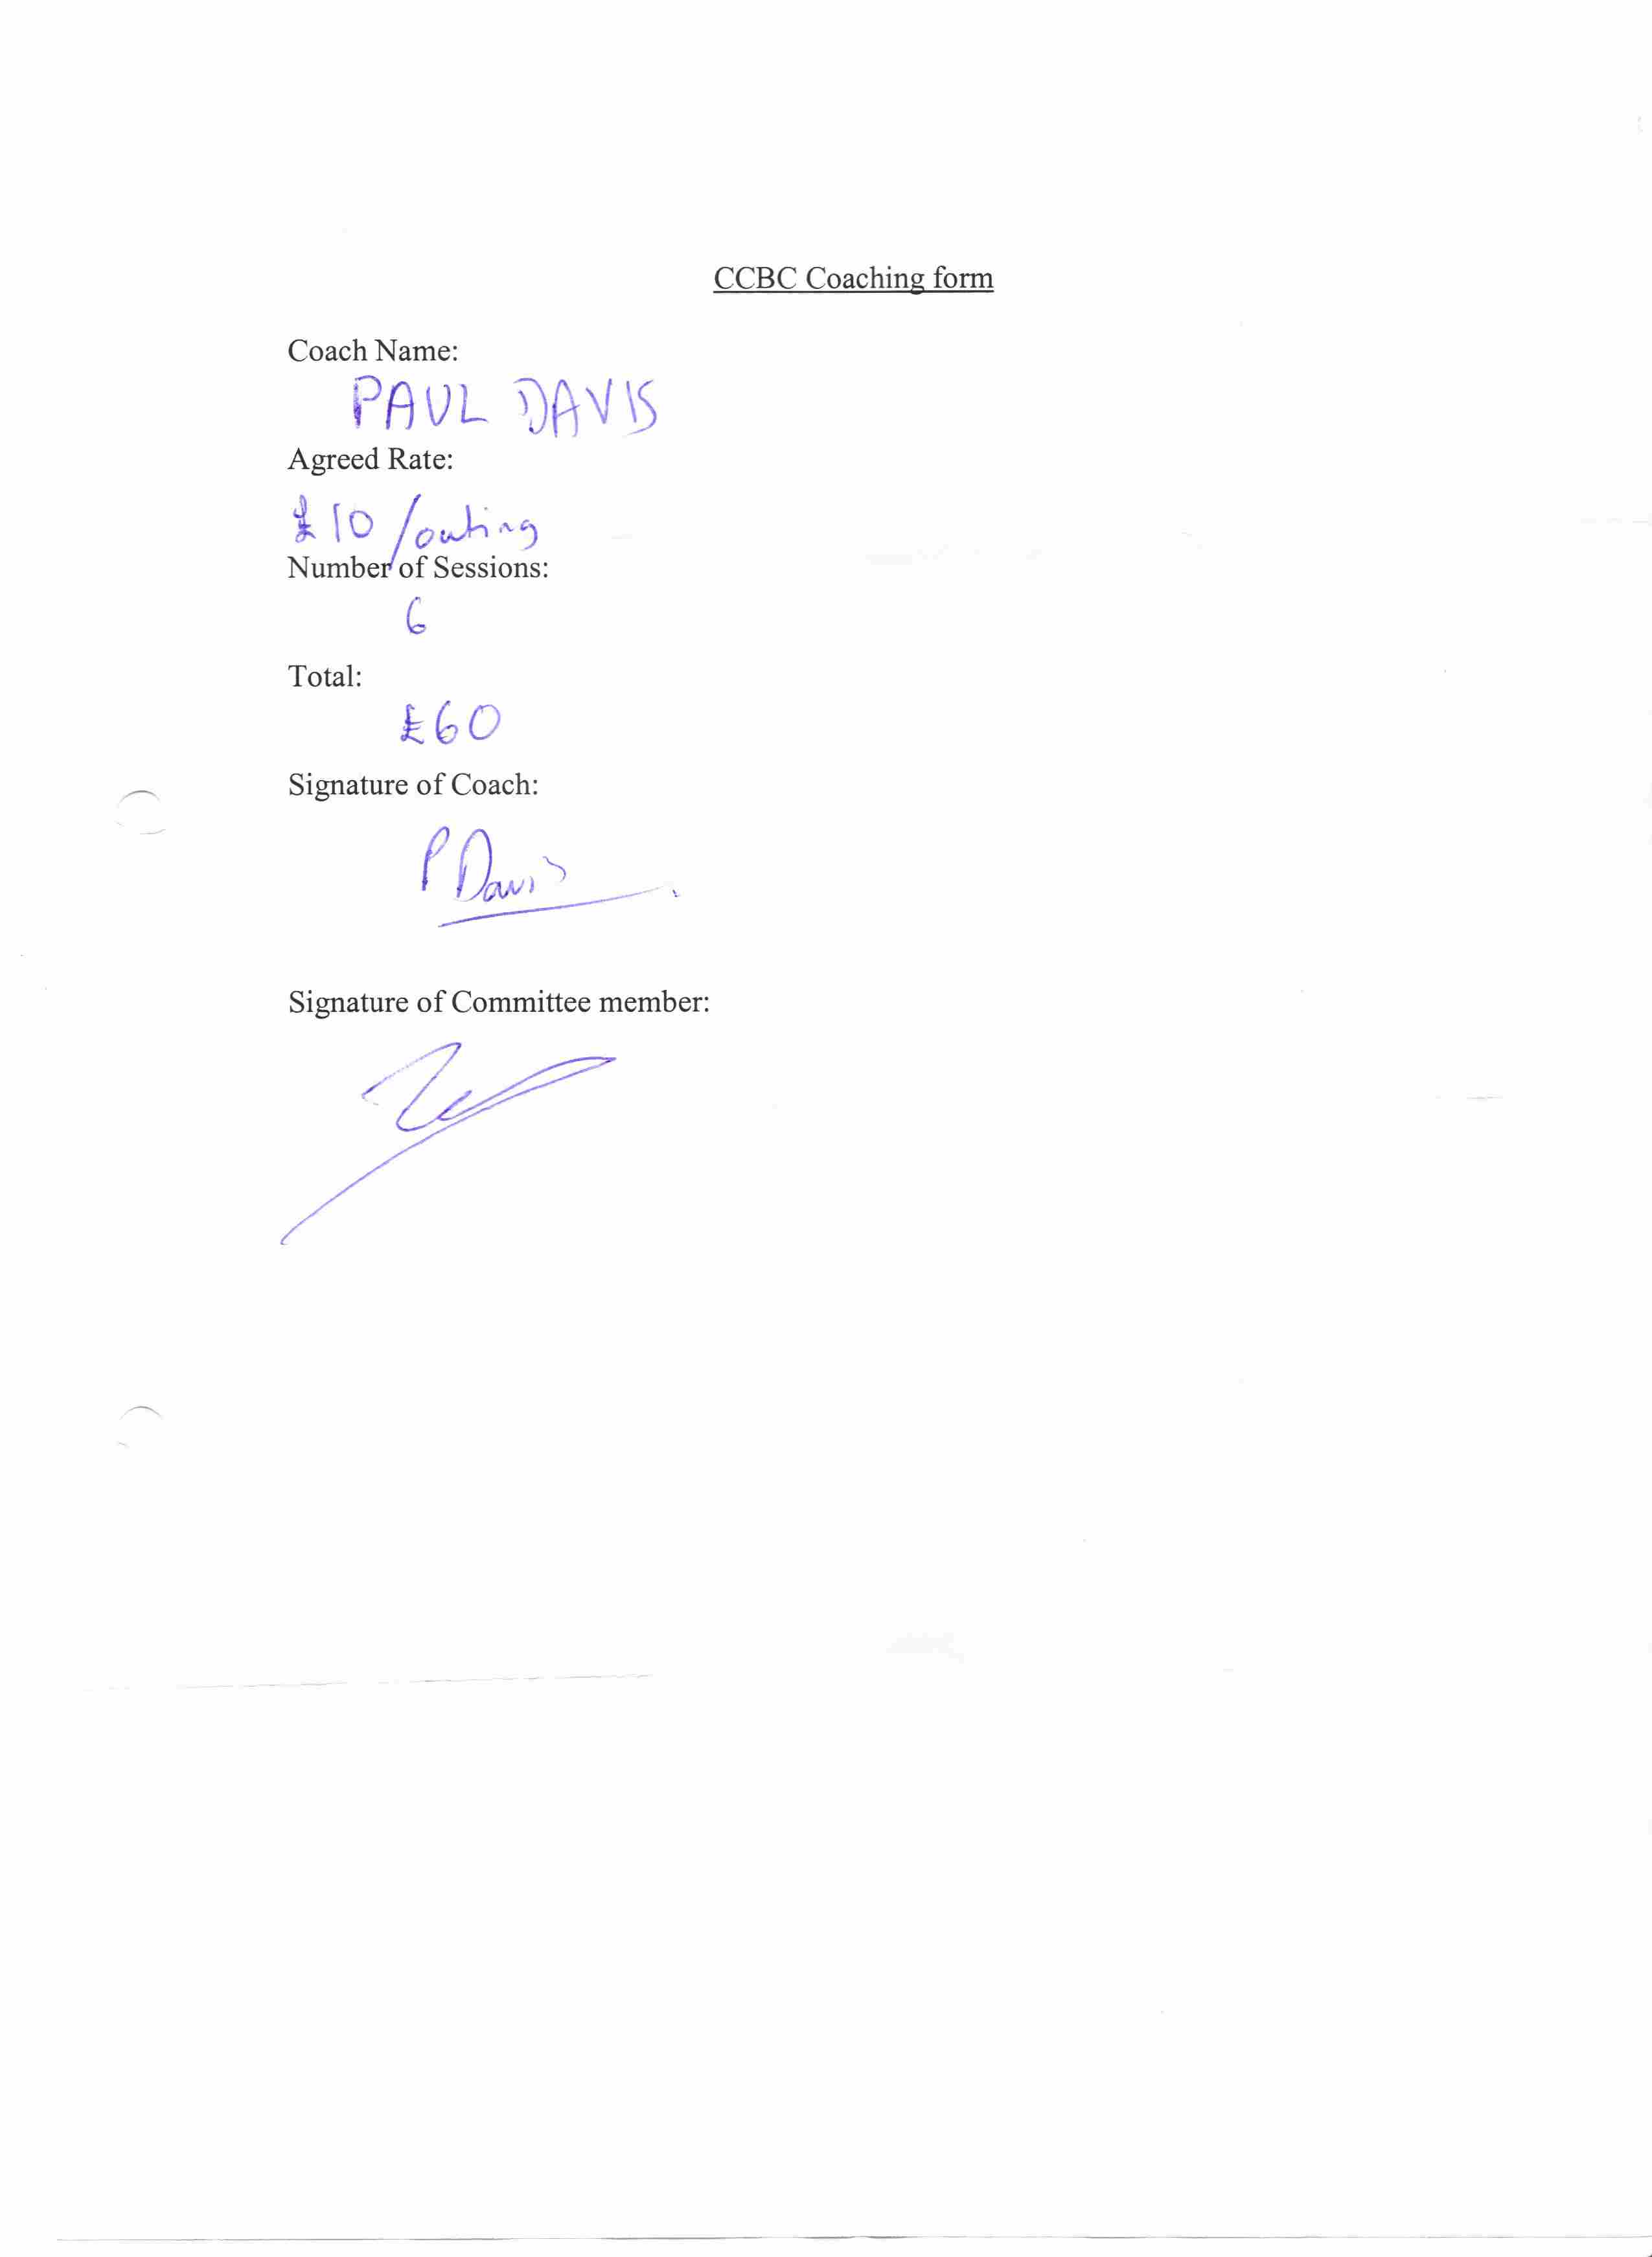 CCBC Coaching form
Coach Name:
PAUL DAVIS
Agreed Rate:
£10/outing
Number of Sessions:
6
Total:
£60
Signature of Coach:
P Davis
Signature of Committee member: